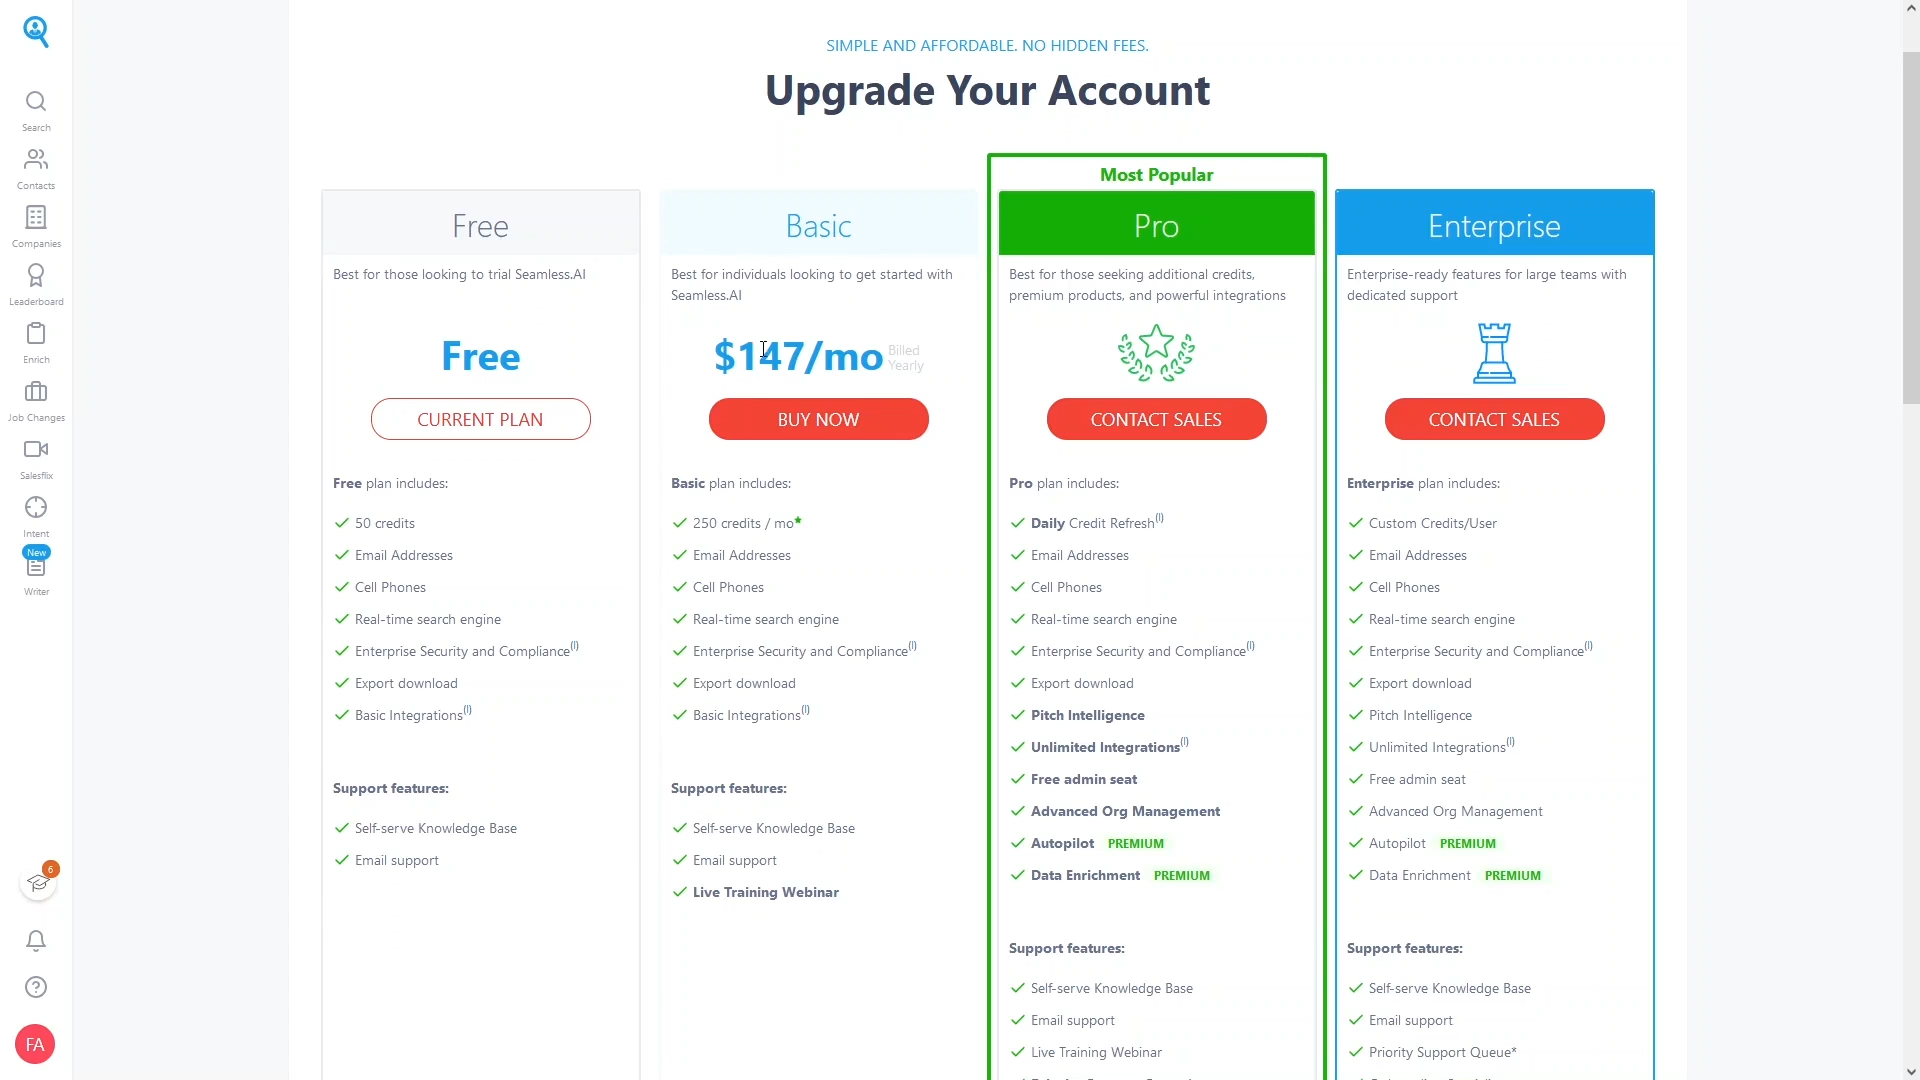 SIMPLE AND AFFORDABLE. NO HIDDEN FEES.
Upgrade Your Account
Search
Contacts
Companies
Leaderboard
Enrich
Job Changes
Salesflix
Intent
New
Writer
6
FA
Free
Best for those looking to trial Seamless.AI
Free
CURRENT PLAN
Free plan includes:
50 credits
Email Addresses
Cell Phones
Real-time search engine
Enterprise Security and Compliance(I)
Export download
Basic Integrations(I)
Support features:
Self-serve Knowledge Base
Email support
Basic
Best for individuals looking to get started with
Seamless.AI
$147/mo Billed
Yearly
BUY NOW
Basic plan includes:
250 credits / mo★
Email Addresses
Cell Phones
Real-time search engine
Enterprise Security and Compliance(I)
Export download
Basic Integrations(I)
Support features:
Self-serve Knowledge Base
Email support
Live Training Webinar
Most Popular
Pro
Best for those seeking additional credits,
premium products, and powerful integrations
CONTACT SALES
Pro plan includes:
Daily Credit Refresh(I)
Email Addresses
Cell Phones
Real-time search engine
Enterprise Security and Compliance(I)
Export download
Pitch Intelligence
Unlimited Integrations(I)
Free admin seat
Advanced Org Management
Autopilot PREMIUM
Data Enrichment PREMIUM
Support features:
Self-serve Knowledge Base
Email support
Live Training Webinar
Enterprise
Enterprise-ready features for large teams with
dedicated support
CONTACT SALES
Enterprise plan includes:
Custom Credits/User
Email Addresses
Cell Phones
Real-time search engine
Enterprise Security and Compliance(I)
Export download
Pitch Intelligence
Unlimited Integrations(I)
Free admin seat
Advanced Org Management
Autopilot PREMIUM
Data Enrichment PREMIUM
Support features:
Self-serve Knowledge Base
Email support
Priority Support Queue*